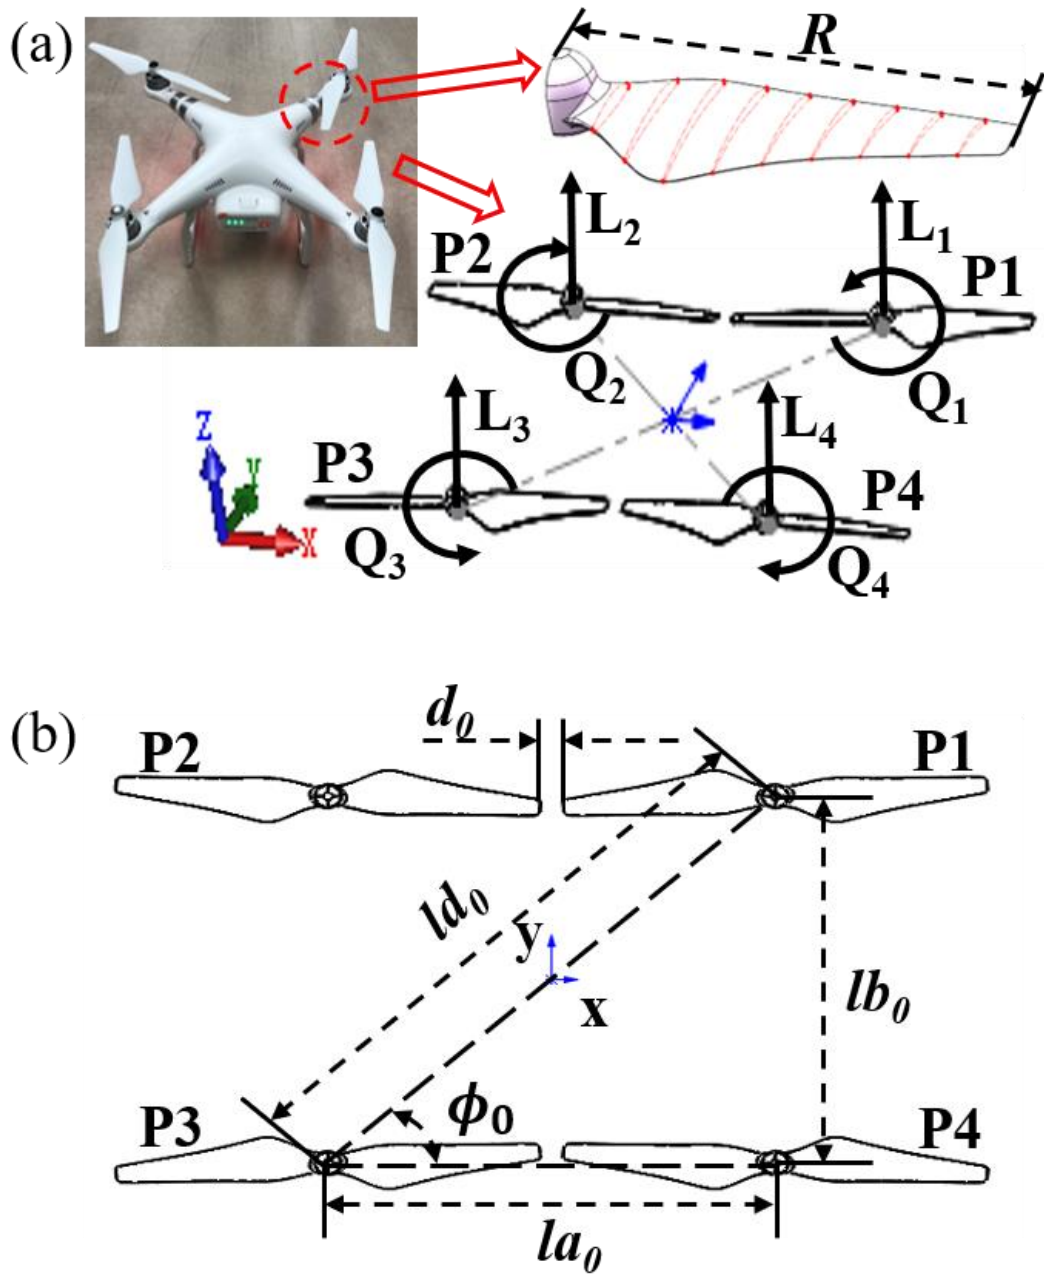 (a)
R
L₂
L₁
P2
P1
Q₂
Q₁
L₃
L₄
Z
Y
X
P3
P4
Q₃
Q₄
(b)
d₀
P2
P1
ld₀
y
x
lb₀
P3
ϕ₀
P4
la₀